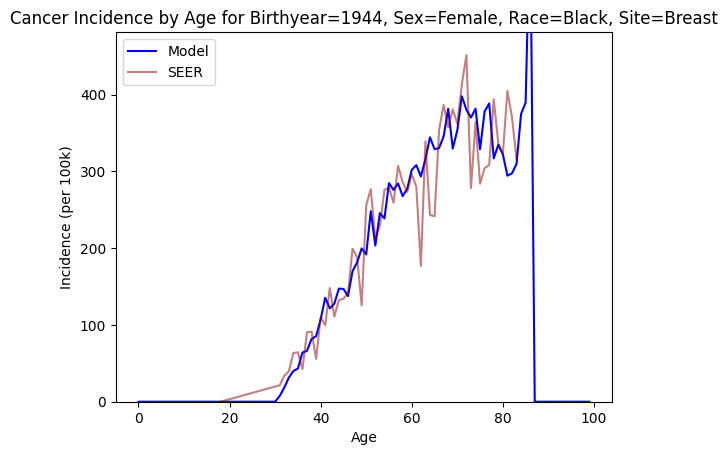 Cancer Incidence by Age for Birthyear=1944, Sex=Female, Race=Black, Site=Breast
Model
SEER
400
300
200
100
0
Incidence (per 100k)
0 20 40 60 80 100
Age